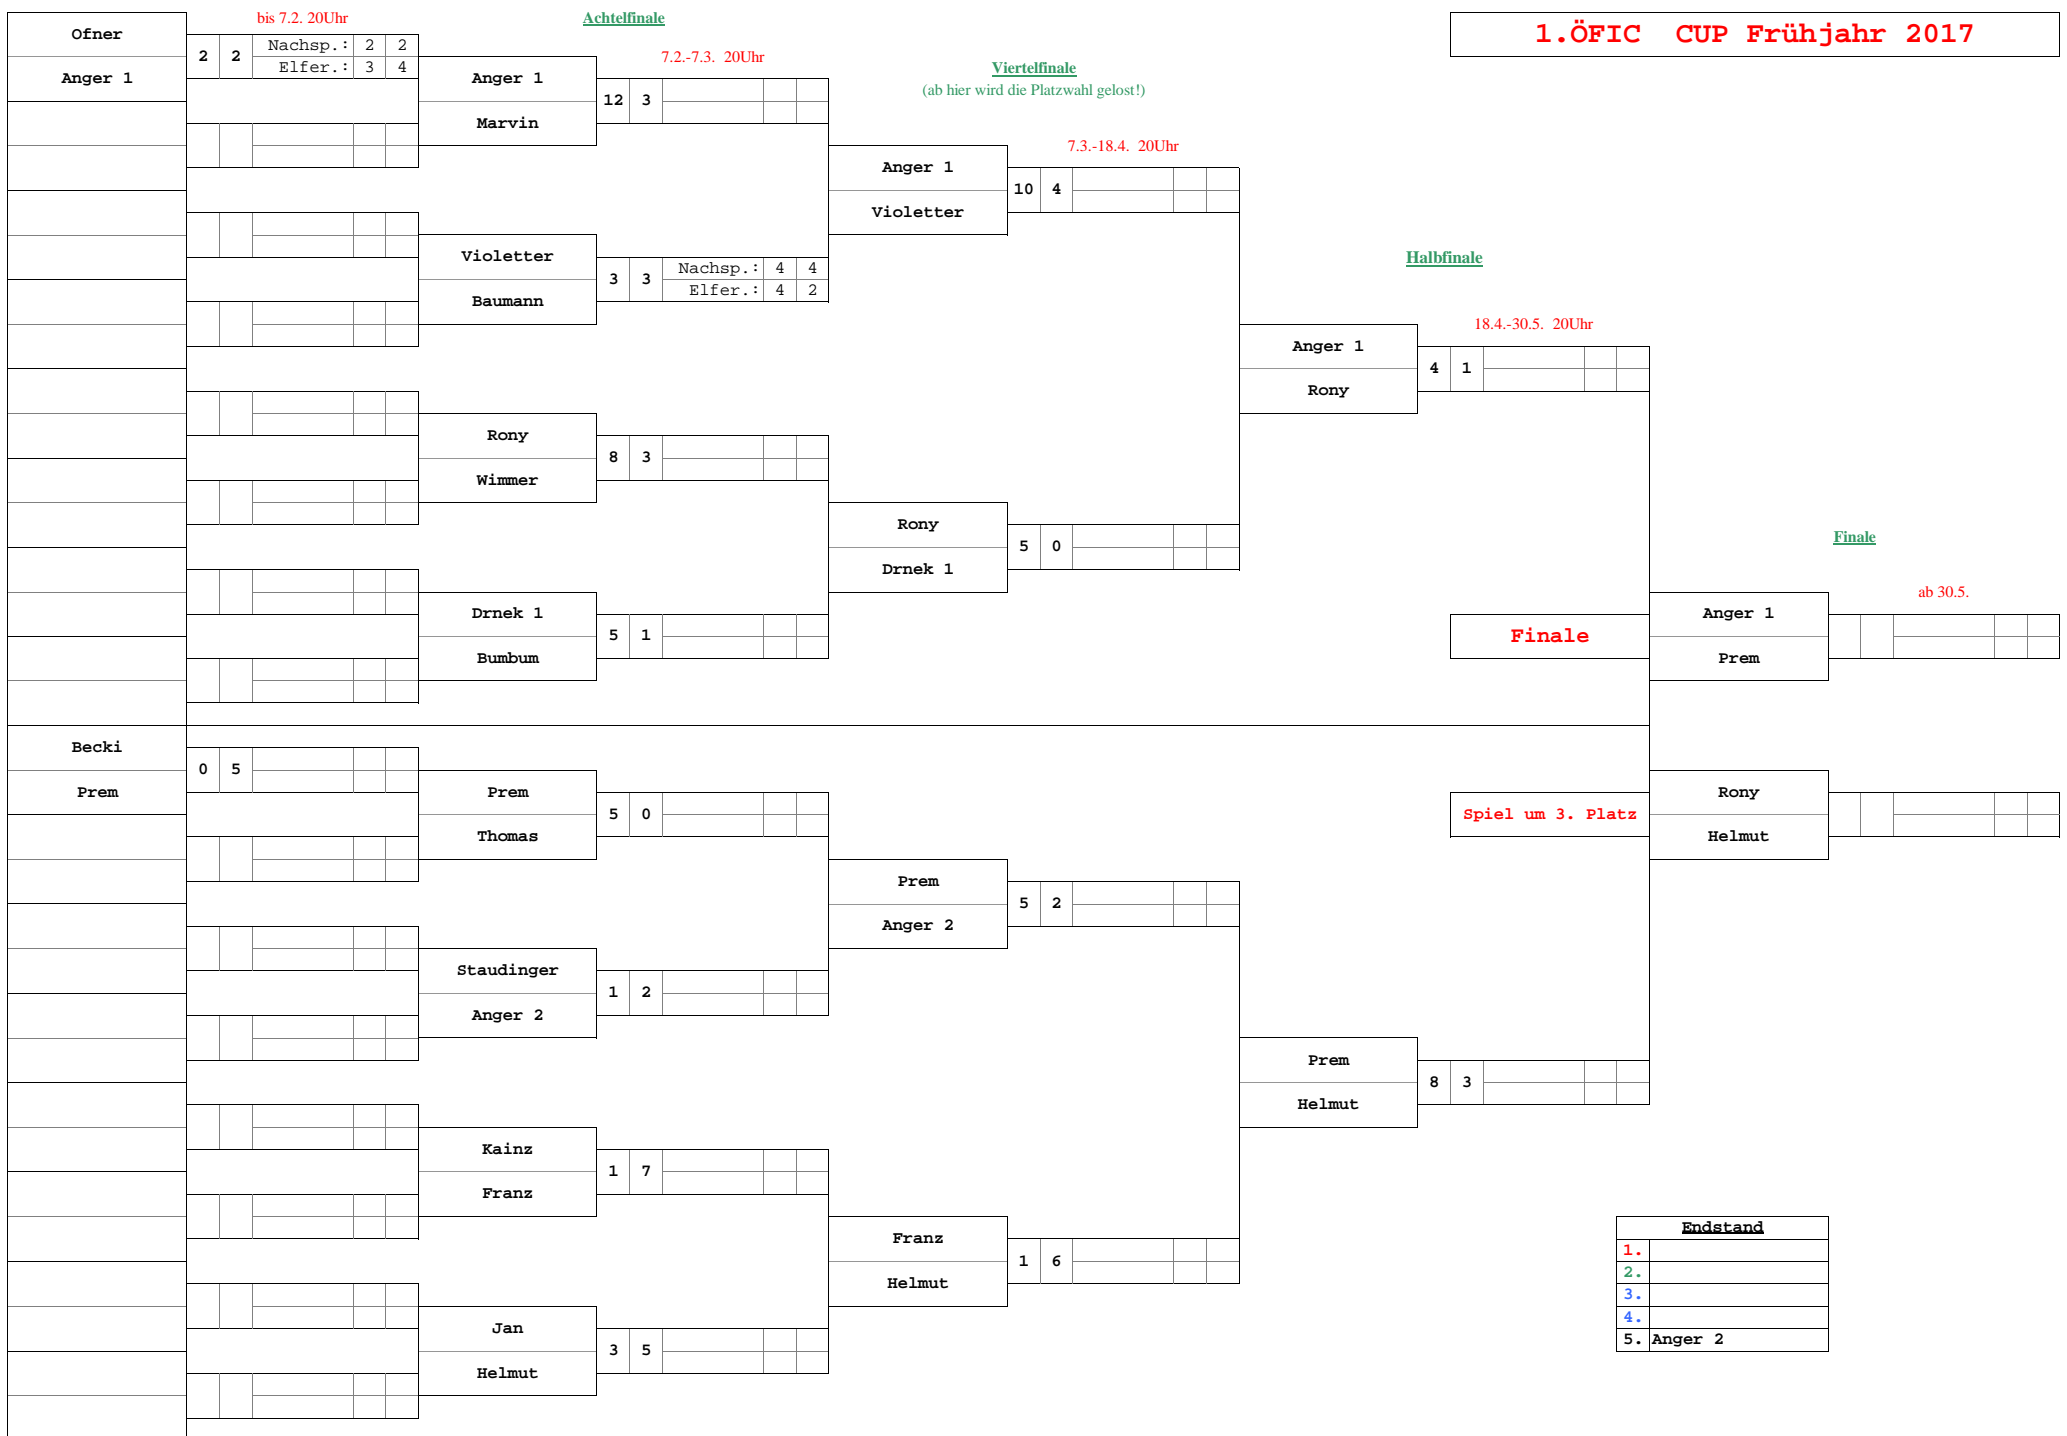 bis 7.2. 20Uhr
Achtelfinale
1.ÖFIC CUP Frühjahr 2017
Ofner
2 2 Nachsp.: 2 2
Elfer.: 3 4
Anger 1
7.2.-7.3. 20Uhr
Viertelfinale
(ab hier wird die Platzwahl gelost!)
Anger 1
12 3
Marvin
7.3.-18.4. 20Uhr
Anger 1
10 4
Violetter
Violetter
3 3 Nachsp.: 4 4
Elfer.: 4 2
Baumann
Halbfinale
18.4.-30.5. 20Uhr
Anger 1
4 1
Rony
Rony
8 3
Wimmer
Rony
5 0
Drnek 1
Finale
ab 30.5.
Drnek 1
5 1
Bumbum
Finale
Anger 1
Prem
Becki
0 5
Prem
Prem
5 0
Thomas
Spiel um 3. Platz
Rony
Helmut
Prem
5 2
Anger 2
Staudinger
1 2
Anger 2
Prem
8 3
Helmut
Kainz
1 7
Franz
Franz
1 6
Helmut
Jan
3 5
Helmut
Endstand
1.
2.
3.
4.
5. Anger 2